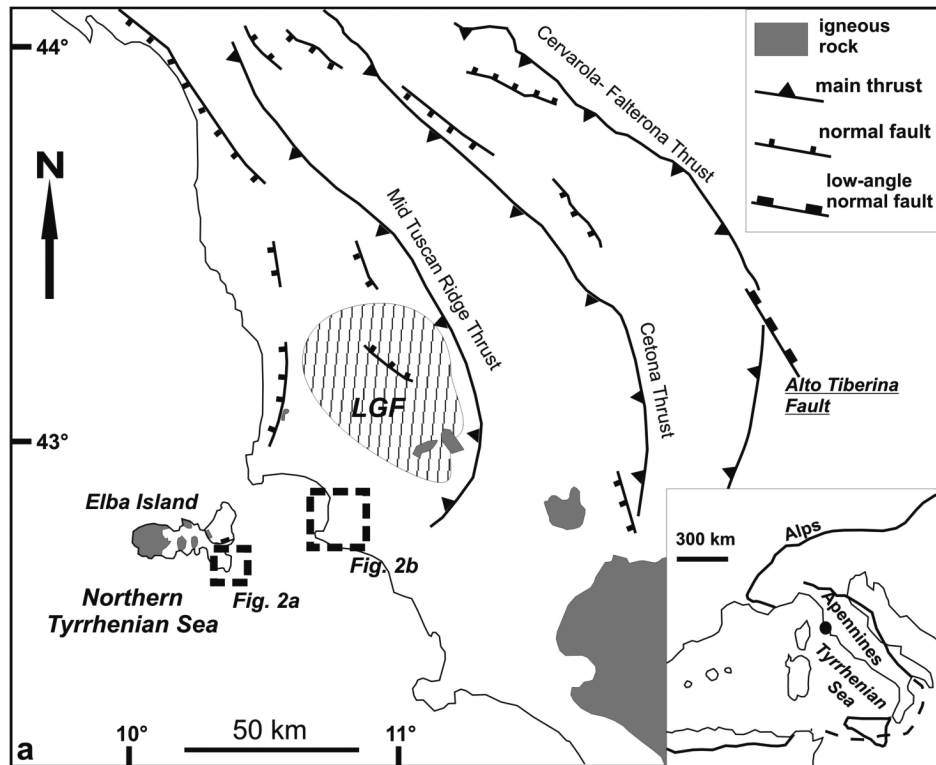 44°
igneous
rock
main thrust
normal fault
low-angle
normal fault
Cervarola- Falterona Thrust
N
Mid Tuscan Ridge Thrust
Cetona Thrust
LGF
Alto Tiberina
Fault
43°
Elba Island
Fig. 2a
Fig. 2b
Northern
Tyrrhenian Sea
300 km
Alps
Apennines
Tyrrhenian
Sea
10°
50 km
11°
a